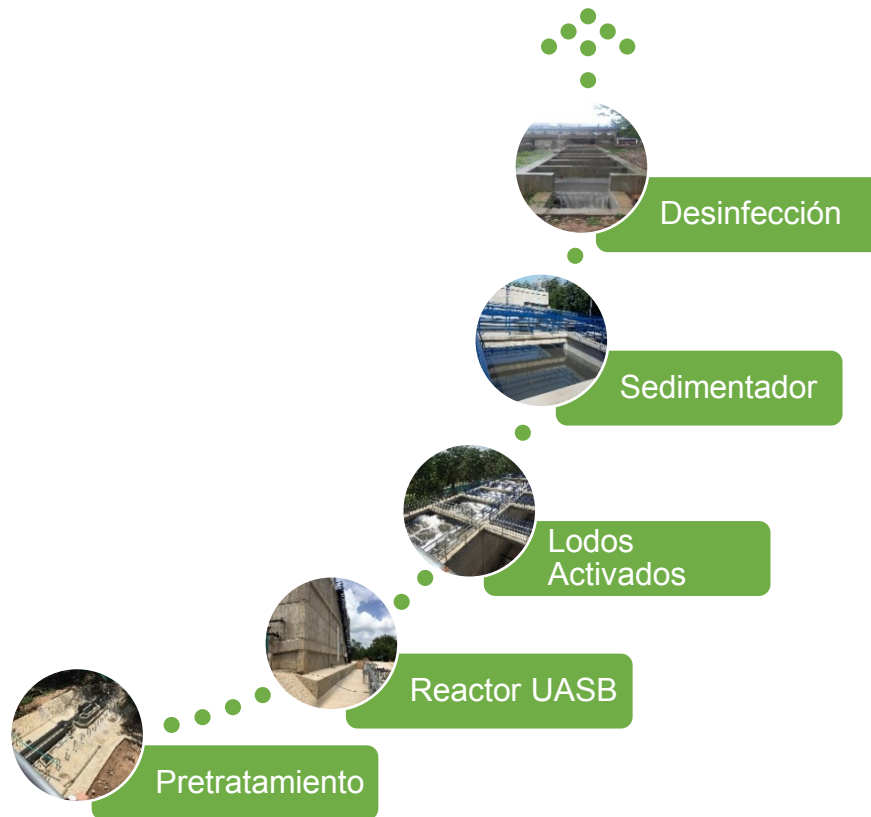 Desinfección
Sedimentador
Lodos
Activados
Reactor UASB
Pretratamiento